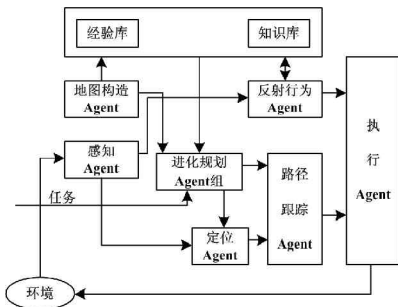 经验库
知识库
地图构造
Agent
反射行为
Agent
执
行
Agent
感知
Agent
进化规划
Agent组
路径
跟踪
Agent
任务
定位
Agent
环境